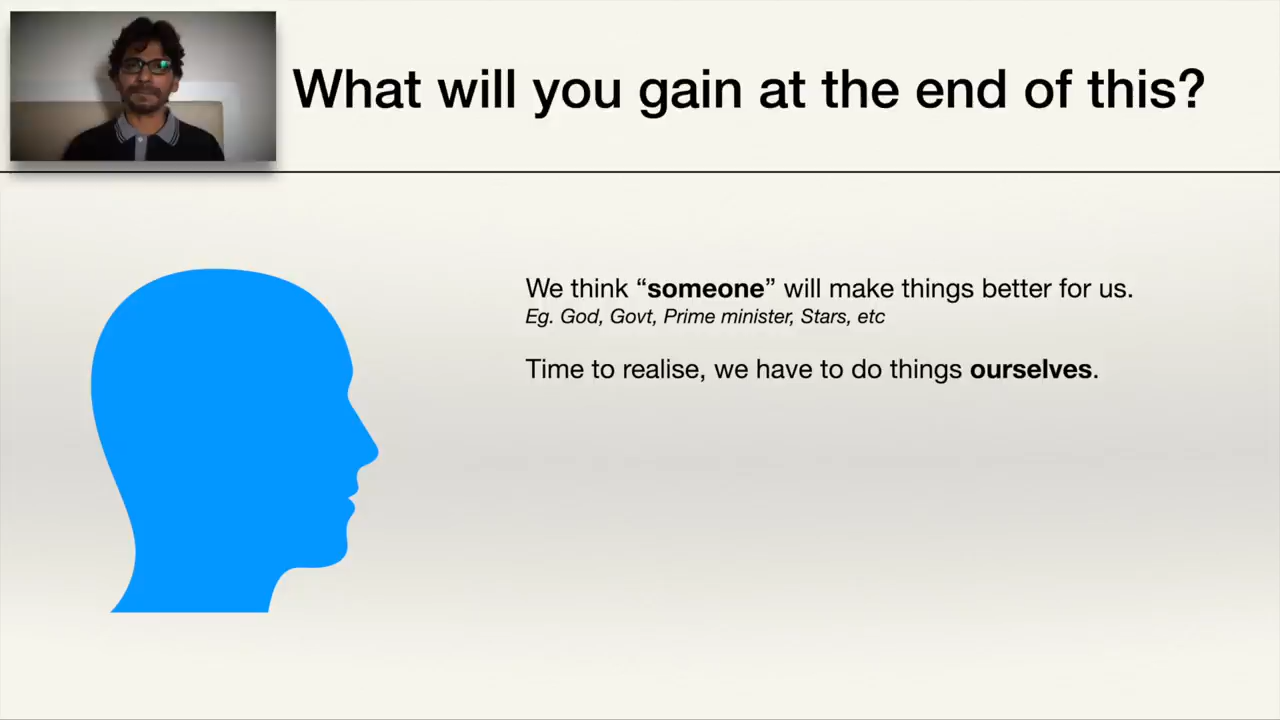 What will you gain at the end of this?
We think “someone” will make things better for us.
Eg. God, Govt, Prime minister, Stars, etc
Time to realise, we have to do things ourselves.